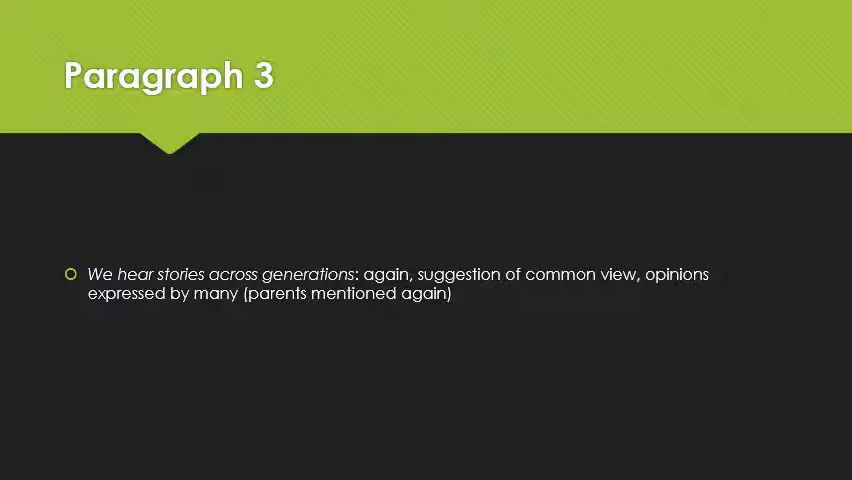 Paragraph 3
We hear stories across generations: again, suggestion of common view, opinions
expressed by many (parents mentioned again)